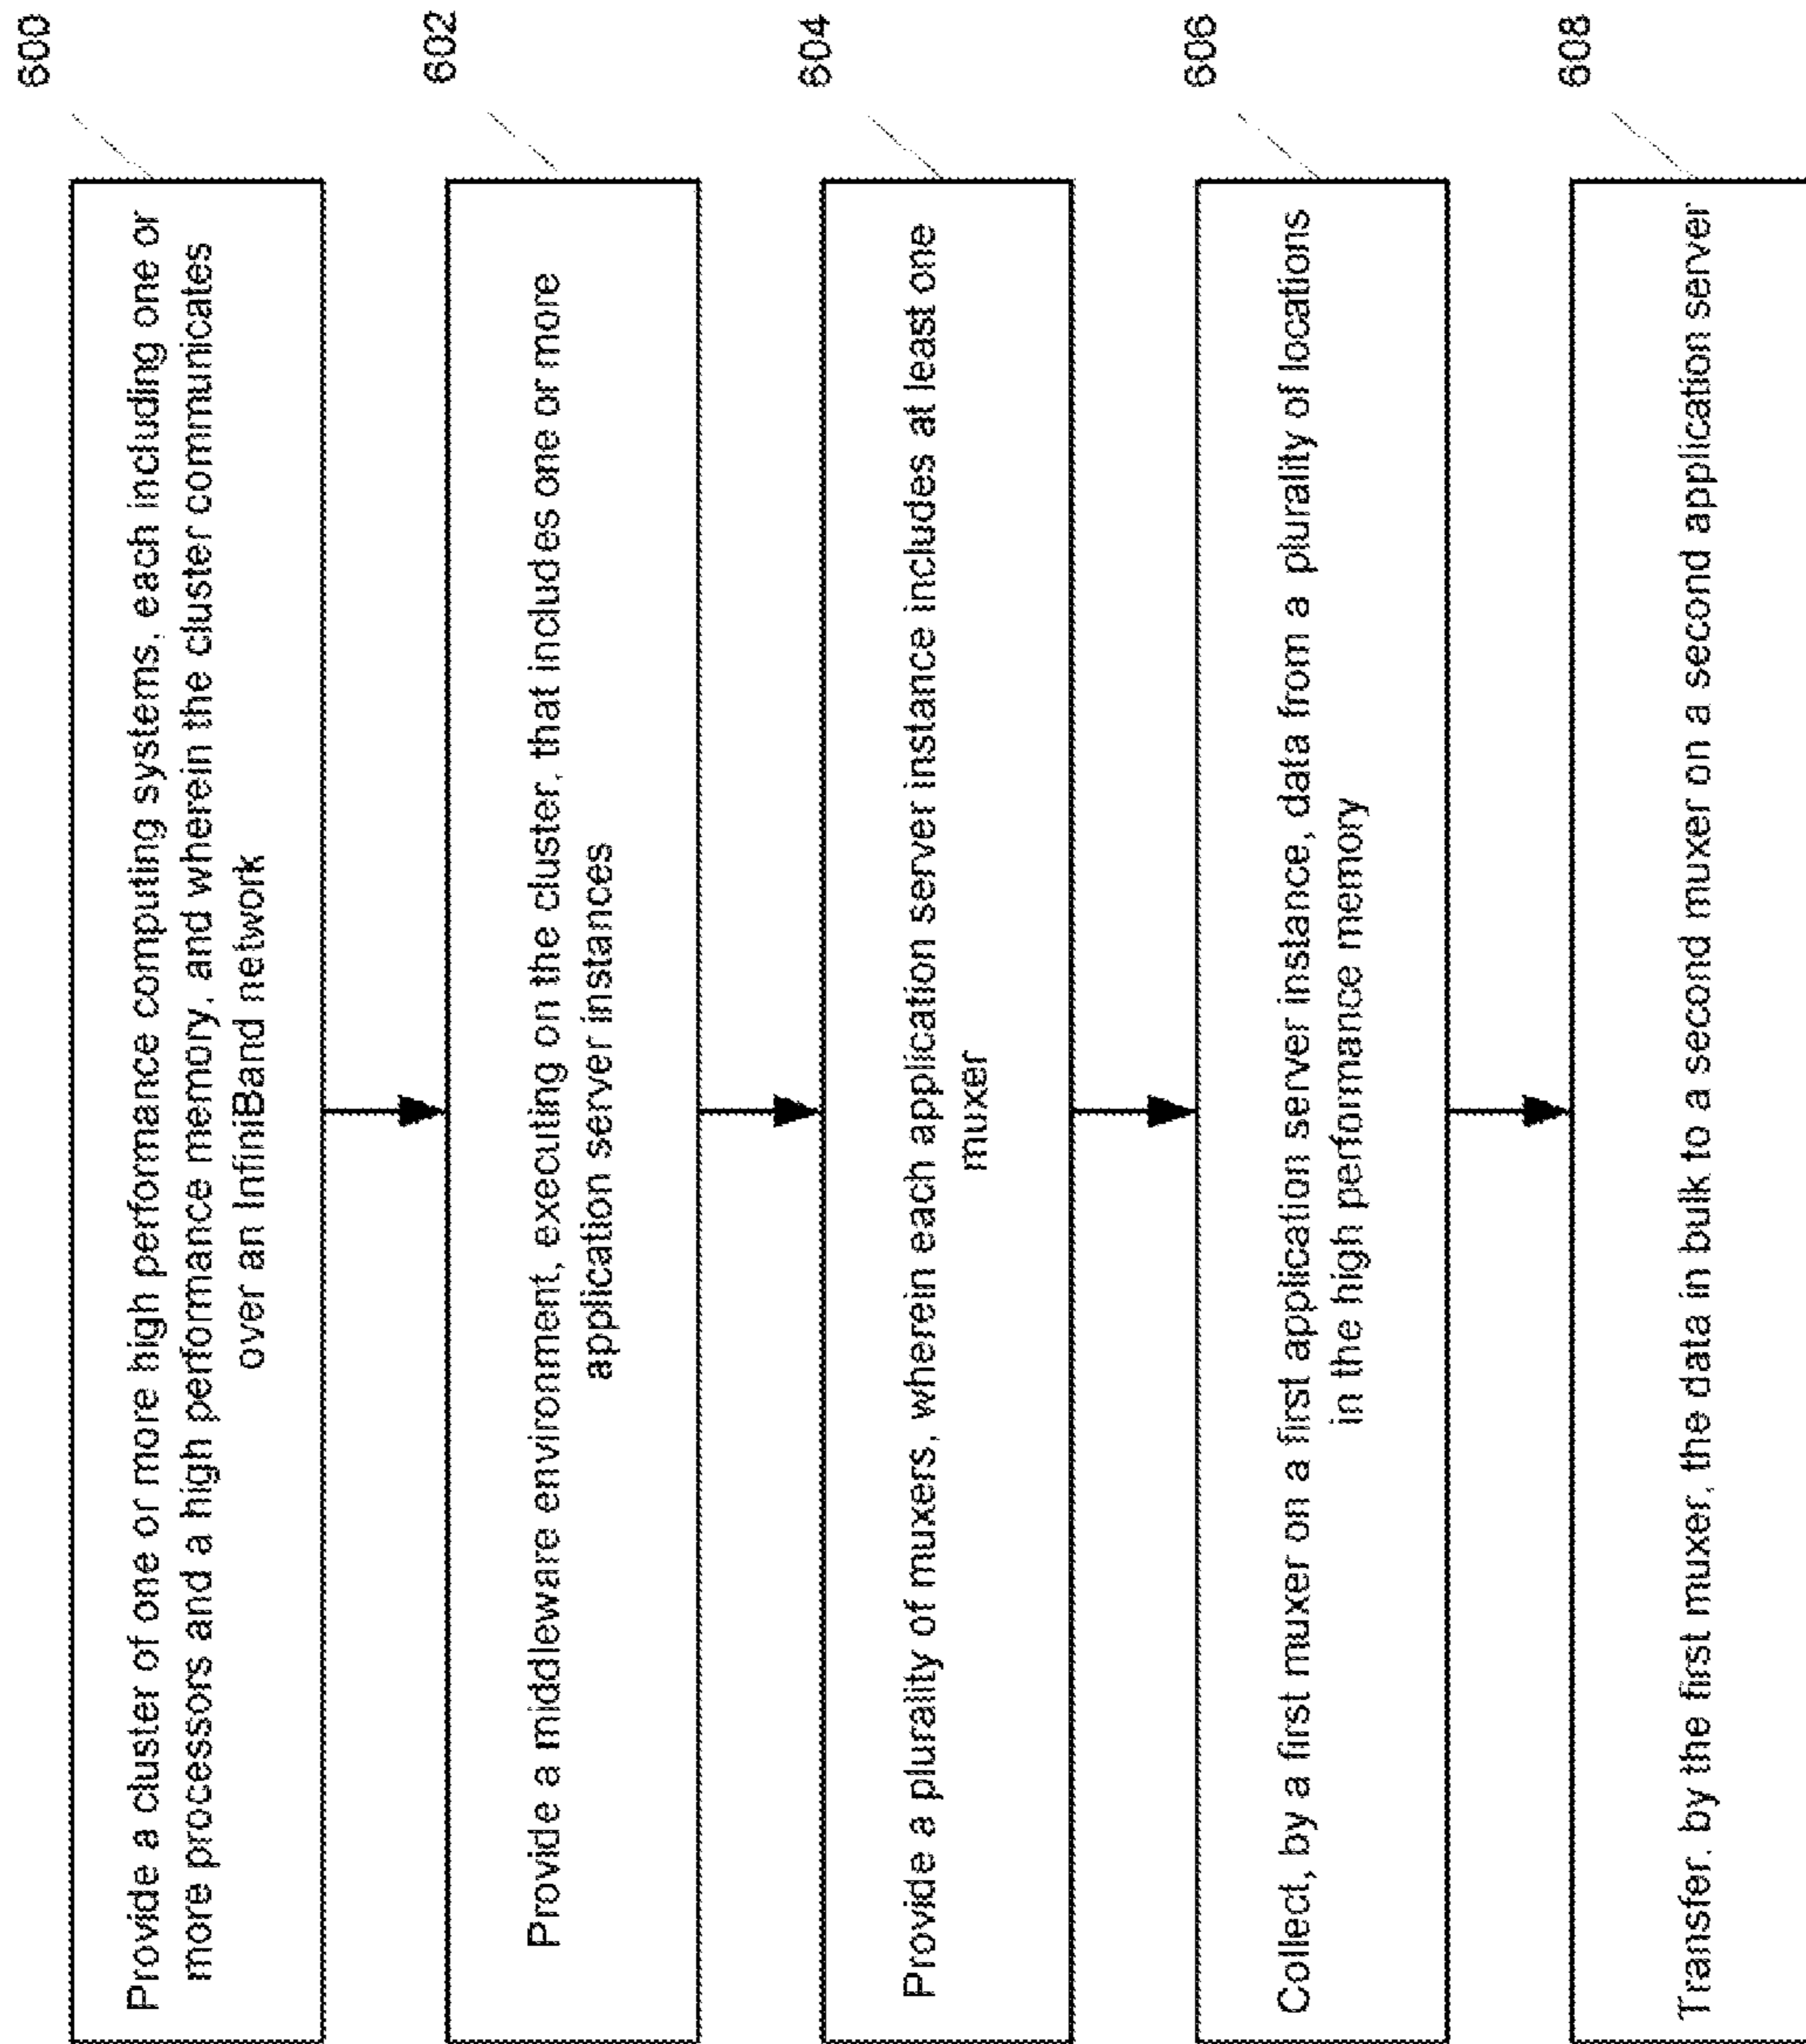 600
Provide a cluster of one or more high performance computing systems, each including one or
more processors and a high performance memory, and wherein the cluster communicates
over an InfiniBand network
602
Provide a middleware environment, executing on the cluster, that includes one or more
application server instances
604
Provide a plurality of muxers, wherein each application server instance includes at least one
muxer
606
Collect, by a first muxer on a first application server instance, data from a plurality of locations
in the high performance memory
608
Transfer, by the first muxer, the data in bulk to a second muxer on a second application server